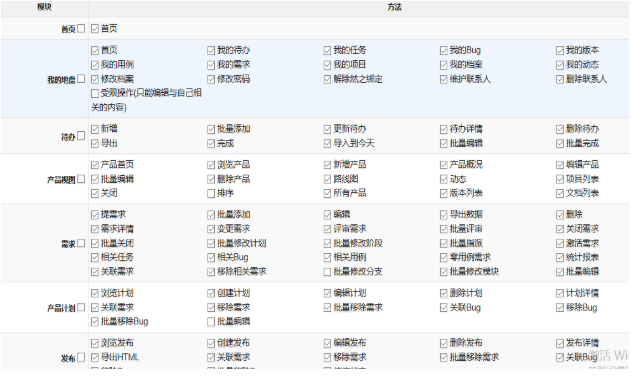 模块 方法
首页 首页
首页 我的待办 我的任务 我的Bug 我的版本
我的用例 我的需求 我的项目 我的档案 我的动态
我的地盘 修改档案 修改密码 解除然之绑定 维护联系人 删除联系人
受限操作(只能编辑与自己相
关的内容)
新增 批量添加 更新待办 待办详情 删除待办
待办
导出 完成 导入到今天 批量编辑 批量完成
产品首页 浏览产品 新增产品 产品概况 编辑产品
产品视图 批量编辑 删除产品 路线图 动态 项目列表
关闭 排序 所有产品 版本列表 文档列表
提需求 批量添加 编辑 导出数据 删除
需求详情 变更需求 评审需求 批量评审 关闭需求
需求 批量关闭 批量修改计划 批量修改阶段 批量指派 激活需求
相关任务 相关Bug 相关用例 零用例需求 统计报表
关联需求 移除相关需求 批量修改分支 批量修改模块 批量编辑
浏览计划 创建计划 编辑计划 删除计划 计划详情
产品计划 关联需求 移除需求 批量移除需求 关联Bug 移除Bug
批量移除Bug 批量编辑
浏览发布 创建发布 编辑发布 删除发布 发布详情
发布 导出HTML 关联需求 移除需求 批量移除需求 关联Bug
激活 Wi